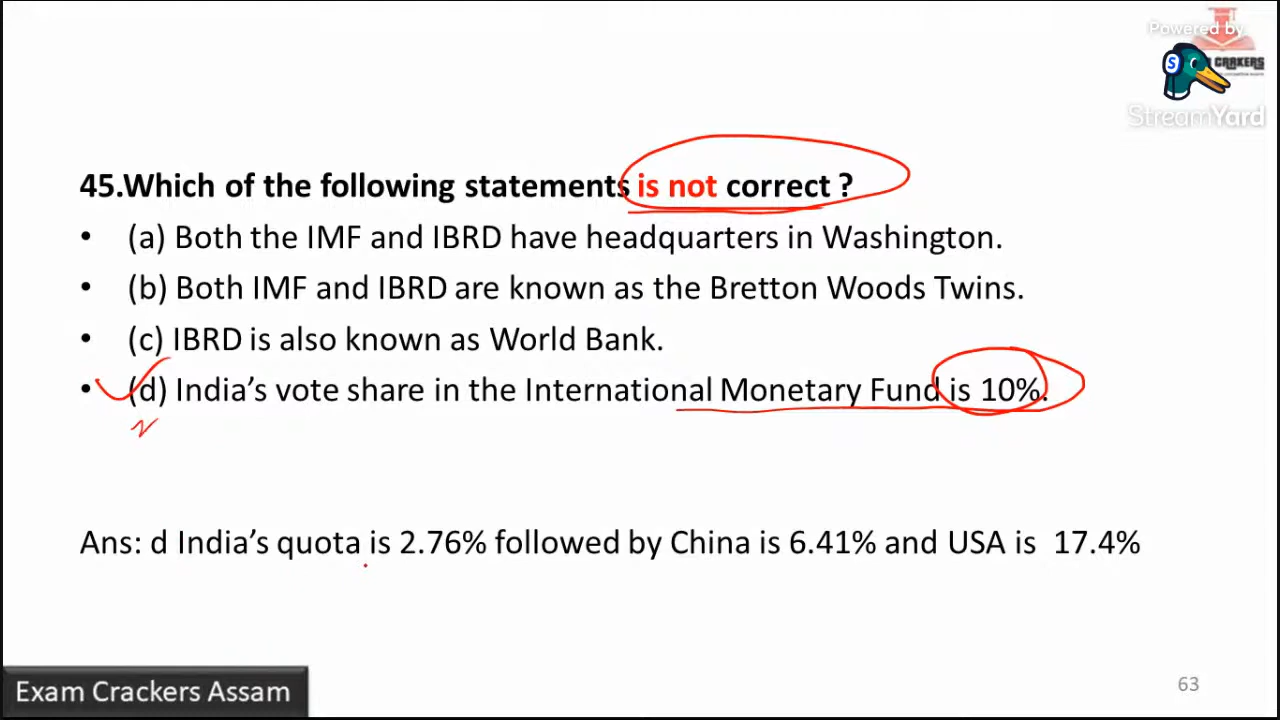 Powered by
CRAKERS
StreamYard
45.Which of the following statements is not correct ?
• (a) Both the IMF and IBRD have headquarters in Washington.
• (b) Both IMF and IBRD are known as the Bretton Woods Twins.
• (c) IBRD is also known as World Bank.
• (d) India's vote share in the International Monetary Fund is 10%.
Ans: d India's quota is 2.76% followed by China is 6.41% and USA is 17.4%
Exam Crackers Assam
63